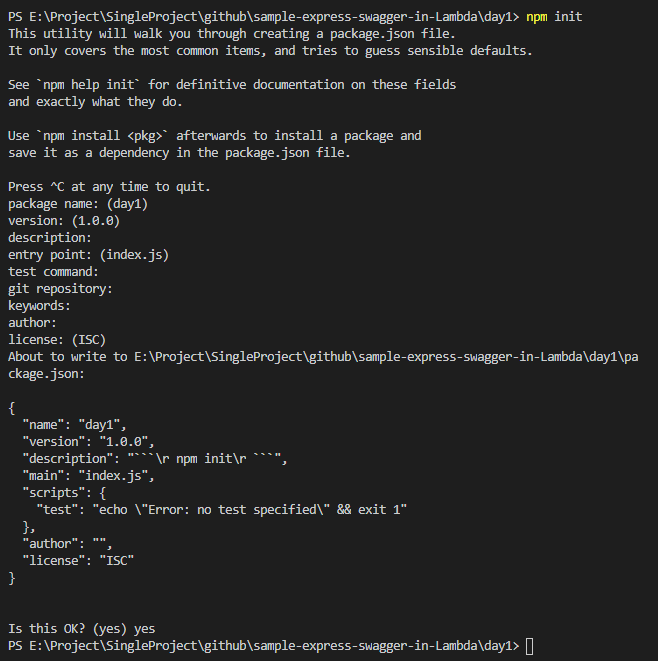 PS E:\Project\SingleProject\github\sample-express-swagger-in-Lambda\day1> npm init
This utility will walk you through creating a package.json file.
It only covers the most common items, and tries to guess sensible defaults.

See `npm help init` for definitive documentation on these fields
and exactly what they do.

Use `npm install <pkg>` afterwards to install a package and
save it as a dependency in the package.json file.

Press ^C at any time to quit.
package name: (day1)
version: (1.0.0)
description:
entry point: (index.js)
test command:
git repository:
keywords:
author:
license: (ISC)
About to write to E:\Project\SingleProject\github\sample-express-swagger-in-Lambda\day1\pa
ckage.json:

{
  "name": "day1",
  "version": "1.0.0",
  "description": "```\r npm init\r ```",
  "main": "index.js",
  "scripts": {
    "test": "echo \"Error: no test specified\" && exit 1"
  },
  "author": "",
  "license": "ISC"
}


Is this OK? (yes) yes
PS E:\Project\SingleProject\github\sample-express-swagger-in-Lambda\day1>